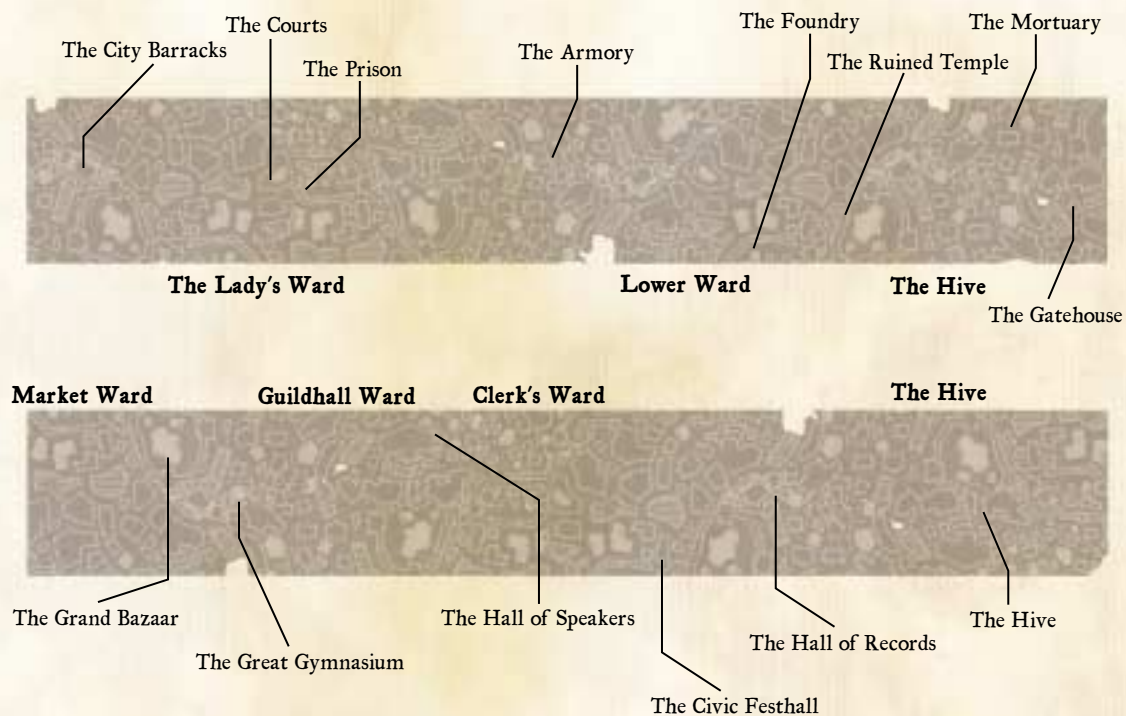 The Courts
The Foundry
The Mortuary
The City Barracks
The Prison
The Armory
The Ruined Temple
The Lady's Ward
Lower Ward
The Hive
The Gatehouse
Market Ward
Guildhall Ward
Clerk's Ward
The Hive
The Grand Bazaar
The Hall of Speakers
The Hive
The Great Gymnasium
The Hall of Records
The Civic Festhall